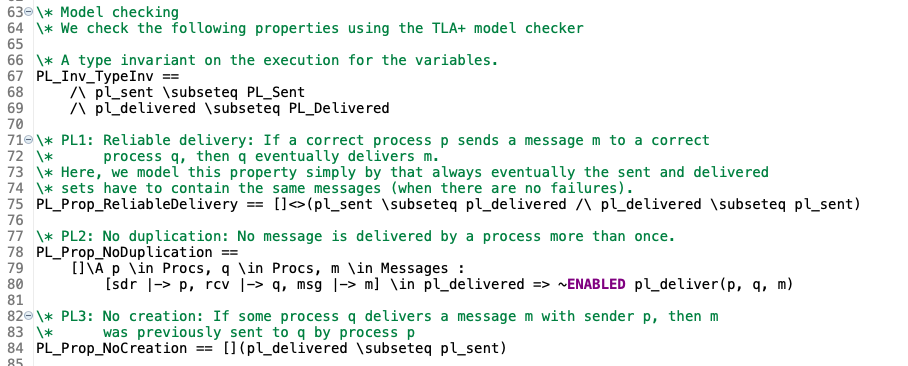 63 \* Model checking
64 \* We check the following properties using the TLA+ model checker
65
66 \* A type invariant on the execution for the variables.
67 PL_Inv_TypeInv ==
68     /\ pl_sent \subseteq PL_Sent
69     /\ pl_delivered \subseteq PL_Delivered
70
71 \* PL1: Reliable delivery: If a correct process p sends a message m to a correct
72 \*      process q, then q eventually delivers m.
73 \* Here, we model this property simply by that always eventually the sent and delivered
74 \* sets have to contain the same messages (when there are no failures).
75 PL_Prop_ReliableDelivery == []<>(pl_sent \subseteq pl_delivered /\ pl_delivered \subseteq pl_sent)
76
77 \* PL2: No duplication: No message is delivered by a process more than once.
78 PL_Prop_NoDuplication ==
79     []\A p \in Procs, q \in Procs, m \in Messages :
80         [sdr |-> p, rcv |-> q, msg |-> m] \in pl_delivered => ~ENABLED pl_deliver(p, q, m)
81
82 \* PL3: No creation: If some process q delivers a message m with sender p, then m
83 \*      was previously sent to q by process p
84 PL_Prop_NoCreation == [](pl_delivered \subseteq pl_sent)
85